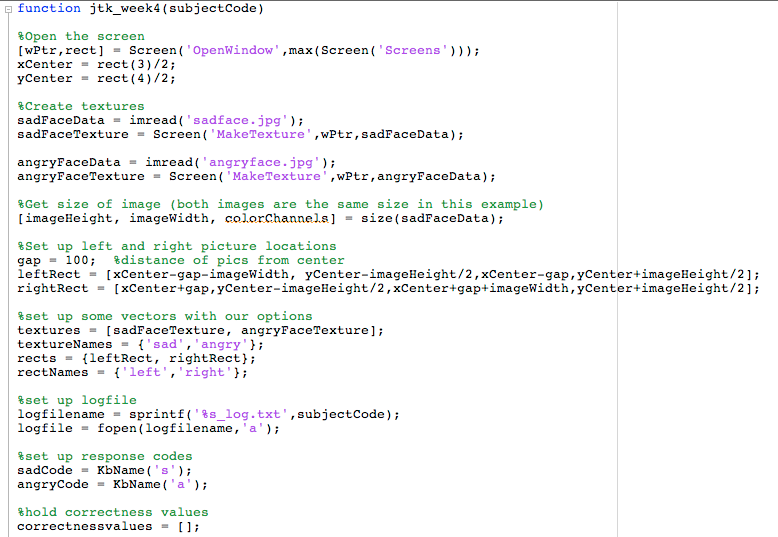 function jtk_week4(subjectCode)
%Open the screen
[wPtr,rect] = Screen('OpenWindow',max(Screen('Screens')));
xCenter = rect(3)/2;
yCenter = rect(4)/2;
%Create textures
sadFaceData = imread('sadface.jpg');
sadFaceTexture = Screen('MakeTexture',wPtr,sadFaceData);
angryFaceData = imread('angryface.jpg');
angryFaceTexture = Screen('MakeTexture',wPtr,angryFaceData);
%Get size of image (both images are the same size in this example)
[imageHeight, imageWidth, colorChannels] = size(sadFaceData);
%Set up left and right picture locations
gap = 100;  %distance of pics from center
leftRect = [xCenter-gap-imageWidth, yCenter-imageHeight/2,xCenter-gap,yCenter+imageHeight/2];
rightRect = [xCenter+gap,yCenter-imageHeight/2,xCenter+gap+imageWidth,yCenter+imageHeight/2];
%set up some vectors with our options
textures = [sadFaceTexture, angryFaceTexture];
textureNames = {'sad','angry'};
rects = {leftRect, rightRect};
rectNames = {'left','right'};
%set up logfile
logfilename = sprintf('%s_log.txt',subjectCode);
logfile = fopen(logfilename,'a');
%set up response codes
sadCode = KbName('s');
angryCode = KbName('a');
%hold correctness values
correctnessvalues = [];